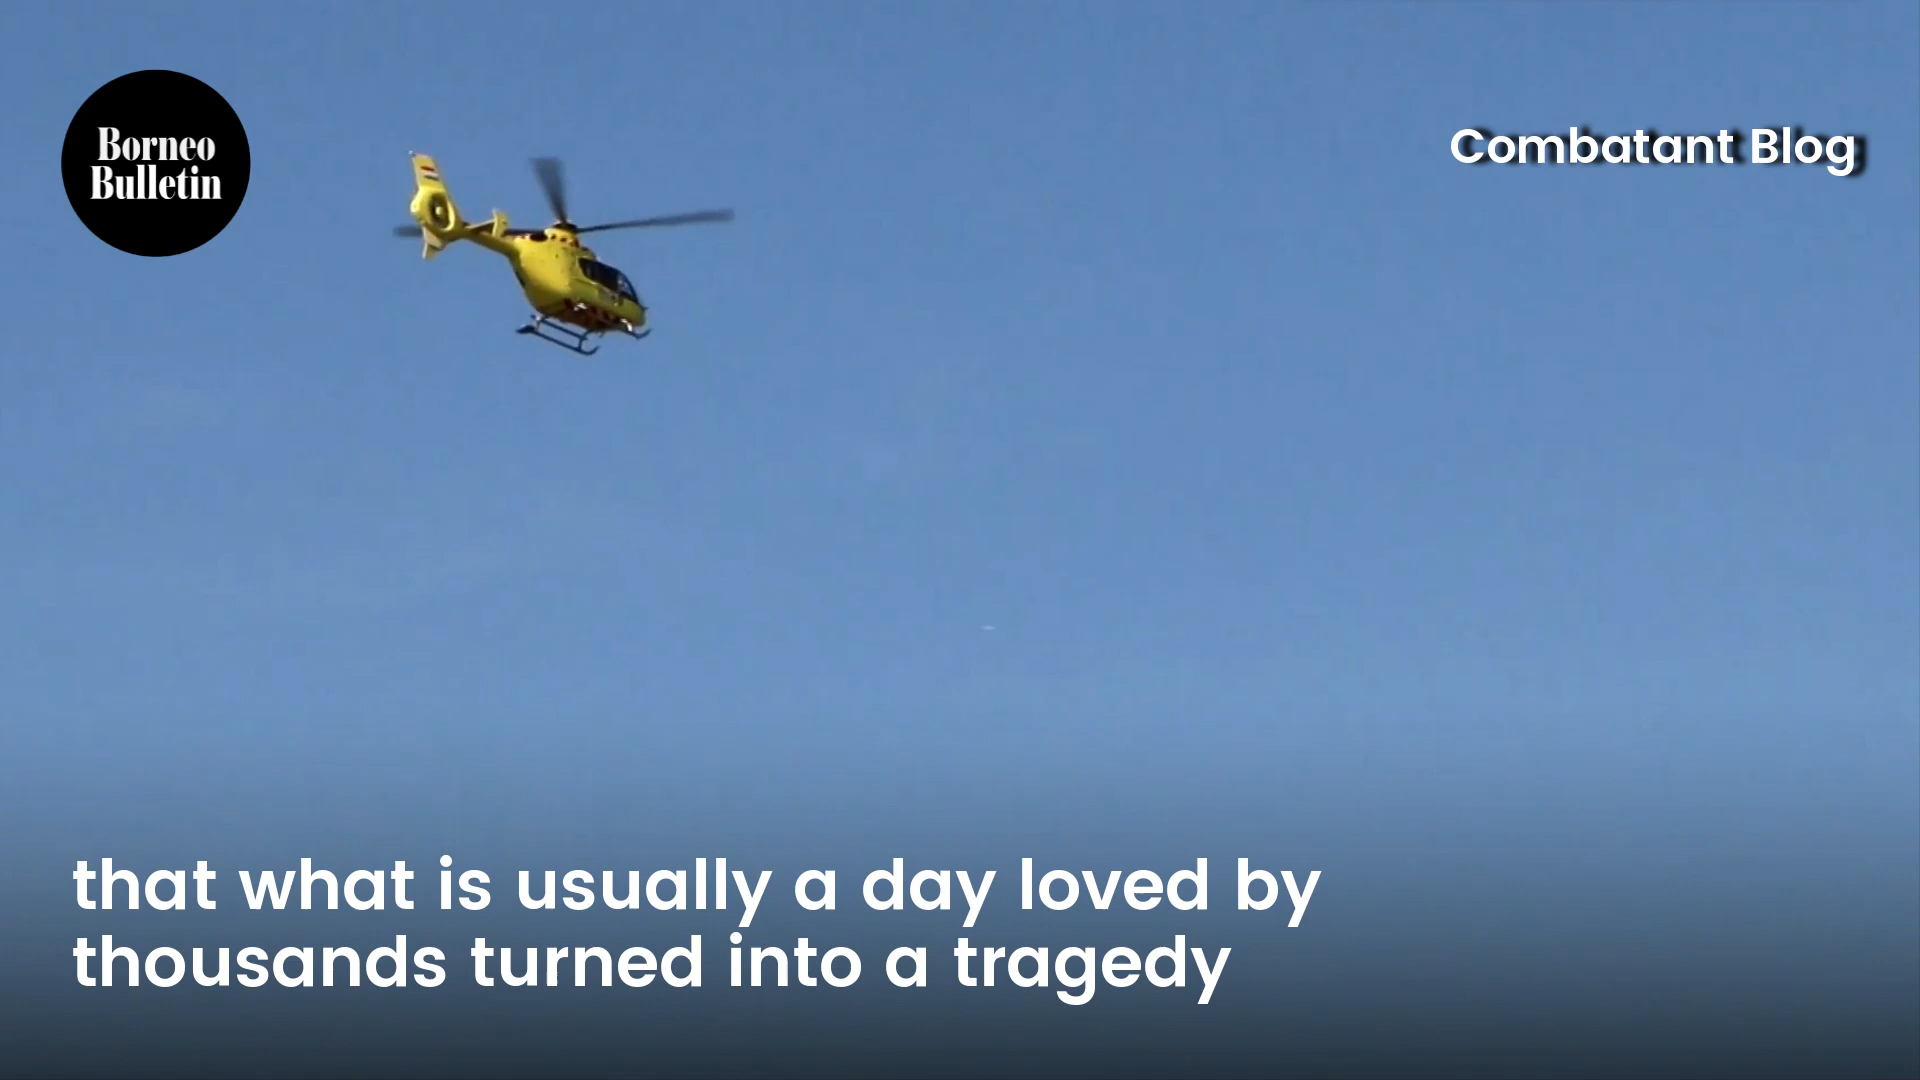 Borneo
Bulletin
Combatant Blog
that what is usually a day loved by
thousands turned into a tragedy